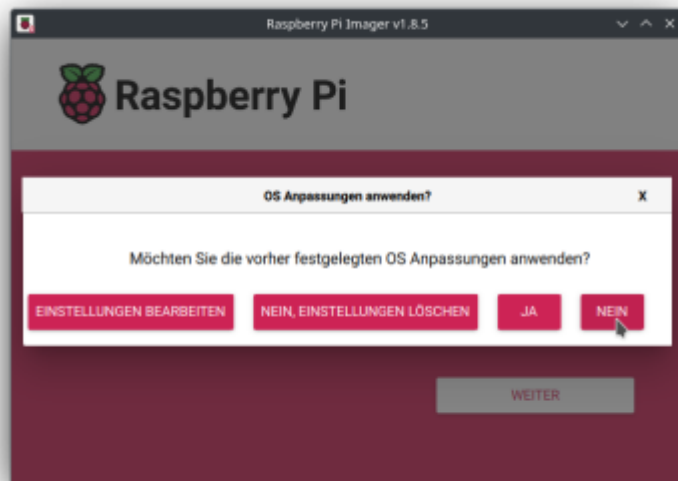 Raspberry Pi Imager v1.8.5
Raspberry Pi
OS Anpassungen anwenden?
X
Möchten Sie die vorher festgelegten OS Anpassungen anwenden?
EINSTELLUNGEN BEARBEITEN
NEIN, EINSTELLUNGEN LÖSCHEN
JA
NEIN
WEITER